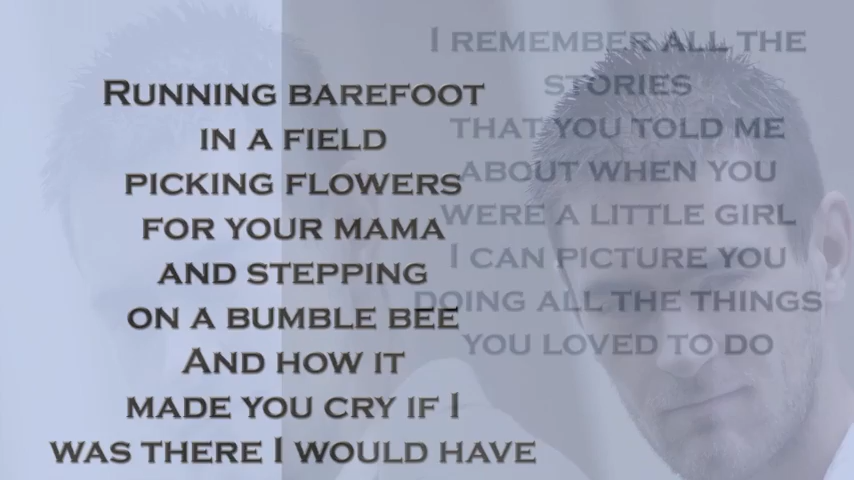 I REMEMBER ALL THE
STORIES
THAT YOU TOLD ME
ABOUT WHEN YOU
WERE A LITTLE GIRL
I CAN PICTURE YOU
DOING ALL THE THINGS
YOU LOVED TO DO
RUNNING BAREFOOT
IN A FIELD
PICKING FLOWERS
FOR YOUR MAMA
AND STEPPING
ON A BUMBLE BEE
AND HOW IT
MADE YOU CRY IF I
WAS THERE I WOULD HAVE